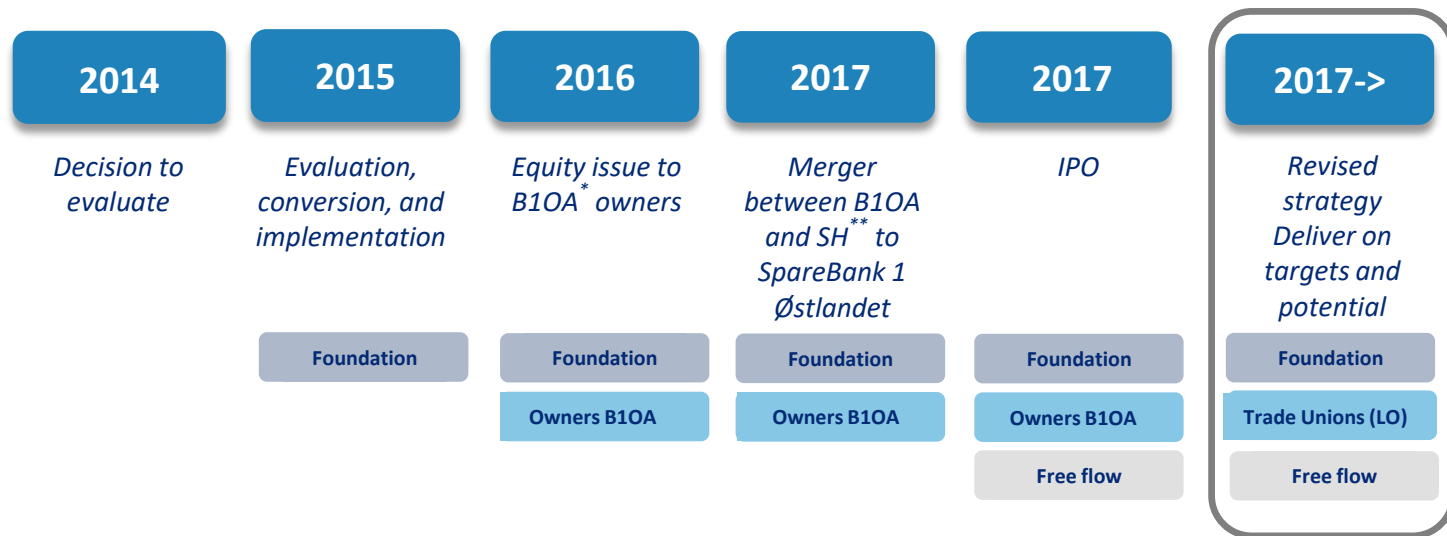 2014
Decision to
evaluate
2015
Evaluation,
conversion, and
implementation
Foundation
2016
Equity issue to
B1OA* owners
Foundation
Owners B1OA
2017
Merger
between B1OA
and SH** to
SpareBank 1
Østlandet
Foundation
Owners B1OA
2017
IPO
Foundation
Owners B1OA
Free flow
2017->
Revised
strategy
Deliver on
targets and
potential
Foundation
Trade Unions (LO)
Free flow